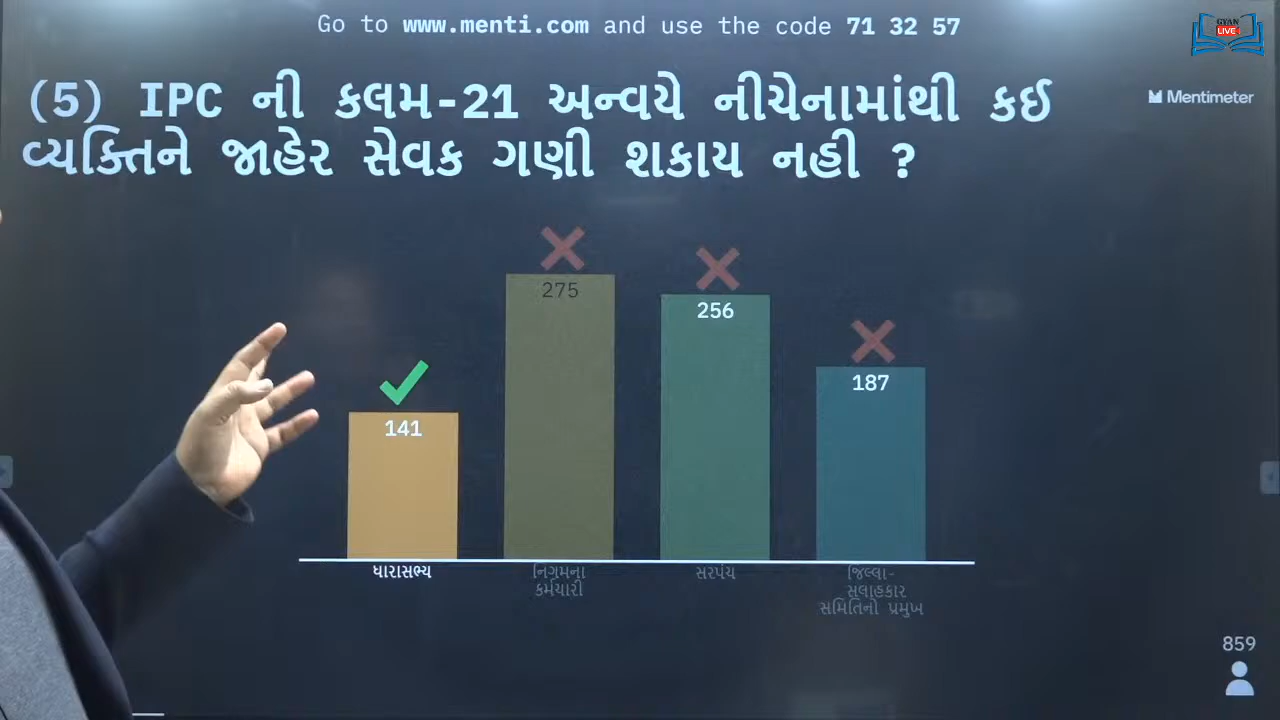 Go to www.menti.com and use the code 71 32 57
GYAN
LIVE
(5) IPC ની કલમ-21 અન્વયે નીચેનામાંથી કઈ
વ્યક્તિને જાહેર સેવક ગણી શકાય નહી ?
Mentimeter
141
275
256
187
ધારાસભ્ય
નિગમના
કર્મચારી
સરપંચ
જિલ્લા-
સલાહકાર
સમિતિનો પ્રમુખ
859